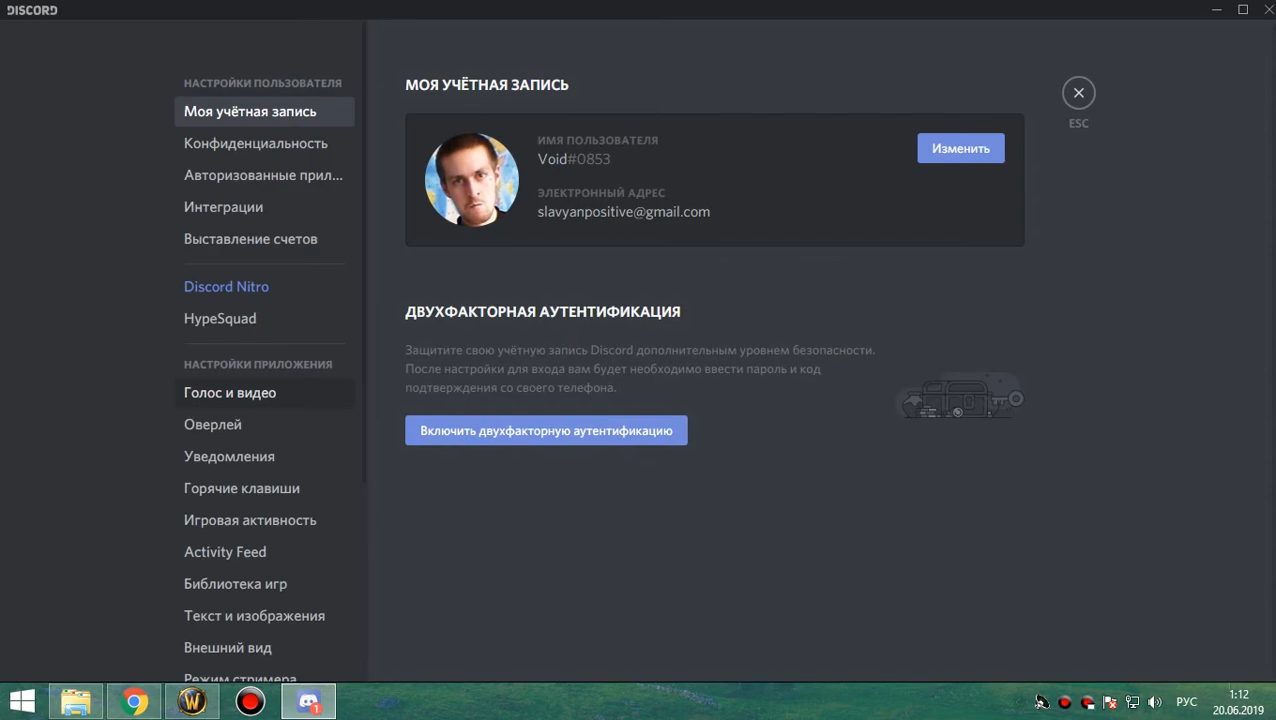 DISCORD
НАСТРОЙКИ ПОЛЬЗОВАТЕЛЯ
Моя учётная запись
Конфиденциальность
Авторизованные прил...
Интеграции
Выставление счетов
Discord Nitro
HypeSquad
НАСТРОЙКИ ПРИЛОЖЕНИЯ
Голос и видео
Оверлей
Уведомления
Горячие клавиши
Игровая активность
Activity Feed
Библиотека игр
Текст и изображения
Внешний вид
Режим стримера
МОЯ УЧЁТНАЯ ЗАПИСЬ
ИМЯ ПОЛЬЗОВАТЕЛЯ
Void#0853
Изменить
ЭЛЕКТРОННЫЙ АДРЕС
slavyanpositive@gmail.com
ESC
ДВУХФАКТОРНАЯ АУТЕНТИФИКАЦИЯ
Защитите свою учётную запись Discord дополнительным уровнем безопасности.
После настройки для входа вам будет необходимо ввести пароль и код
подтверждения со своего телефона.
Включить двухфакторную аутентификацию
W
1
РУС
1:12
20.06.2019